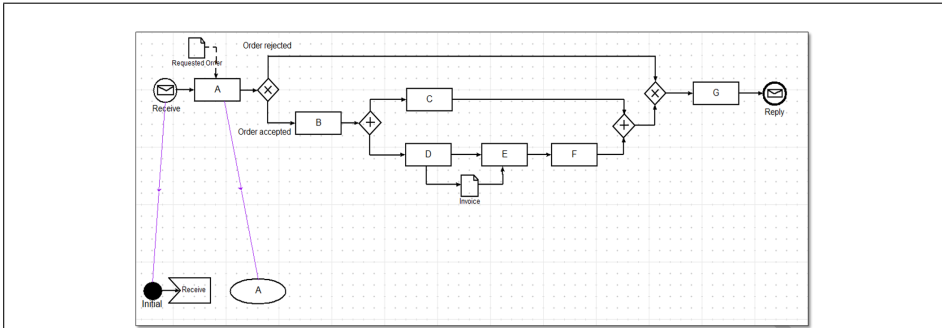 Order rejected
Requested Order
A
Receive
C
G
Reply
B
Order accepted
D
E
F
Invoice
Receive
A
Initial